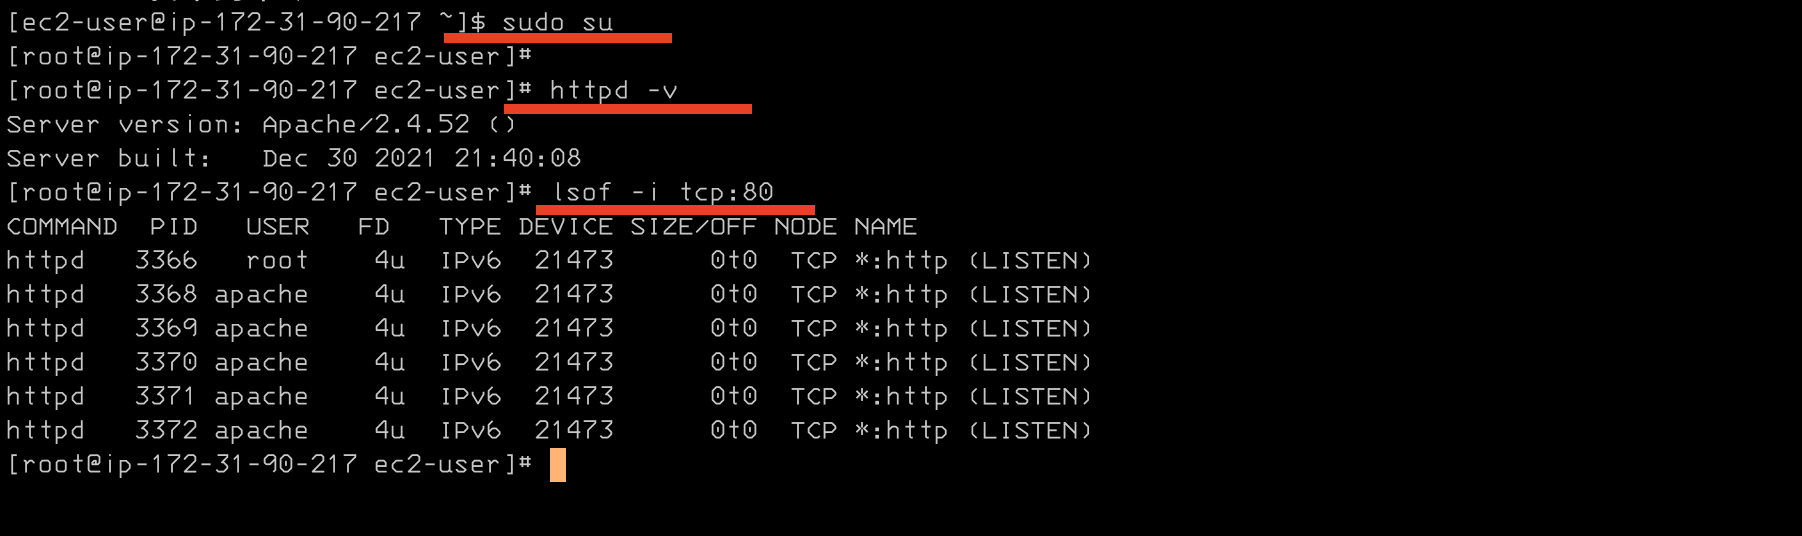 [ec2-user@ip-172-31-90-217 ~]$ sudo su
[root@ip-172-31-90-217 ec2-user]#
[root@ip-172-31-90-217 ec2-user]# httpd -v
Server version: Apache/2.4.52 ()
Server built:   Dec 30 2021 21:40:08
[root@ip-172-31-90-217 ec2-user]# lsof -i tcp:80
COMMAND  PID   USER   FD   TYPE DEVICE SIZE/OFF NODE NAME
httpd   3366   root    4u  IPv6  21473      0t0  TCP *:http (LISTEN)
httpd   3368 apache    4u  IPv6  21473      0t0  TCP *:http (LISTEN)
httpd   3369 apache    4u  IPv6  21473      0t0  TCP *:http (LISTEN)
httpd   3370 apache    4u  IPv6  21473      0t0  TCP *:http (LISTEN)
httpd   3371 apache    4u  IPv6  21473      0t0  TCP *:http (LISTEN)
httpd   3372 apache    4u  IPv6  21473      0t0  TCP *:http (LISTEN)
[root@ip-172-31-90-217 ec2-user]#